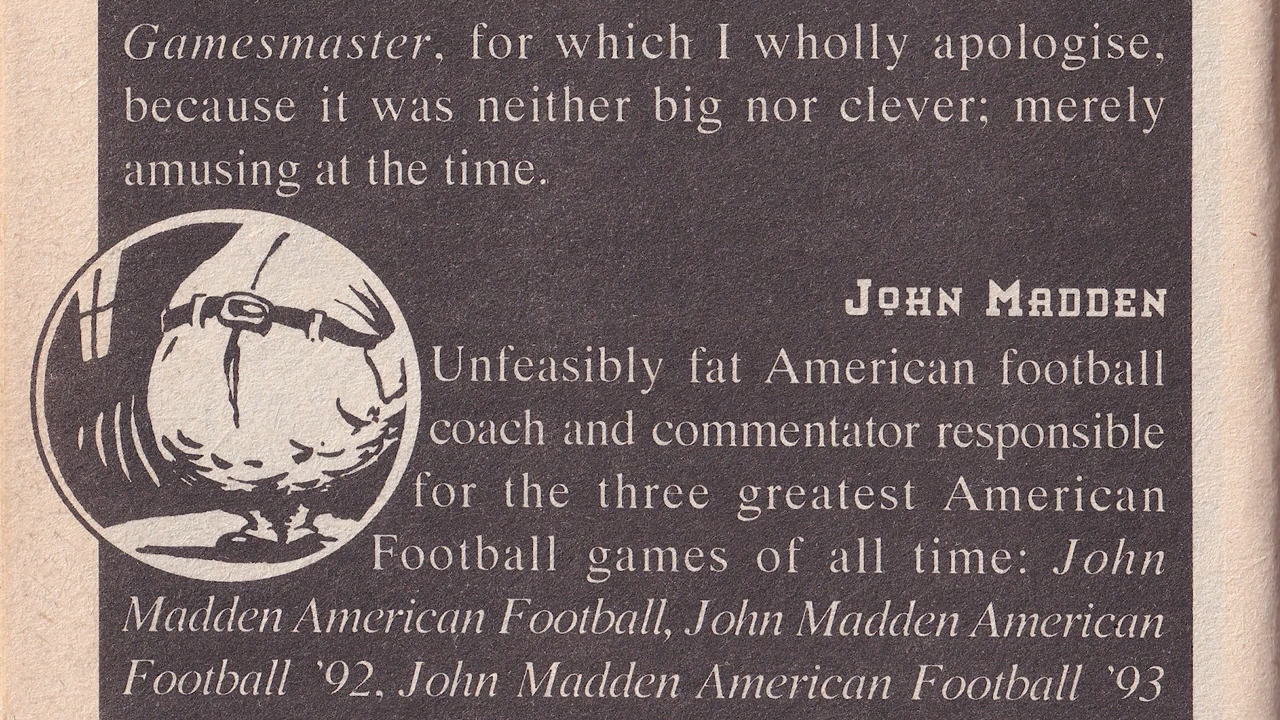 Gamesmaster, for which I wholly apologise,
because it was neither big nor clever; merely
amusing at the time.
John Madden
Unfeasibly fat American football
coach and commentator responsible
for the three greatest American
Football games of all time: John
Madden American Football, John Madden American
Football ’92, John Madden American Football ’93